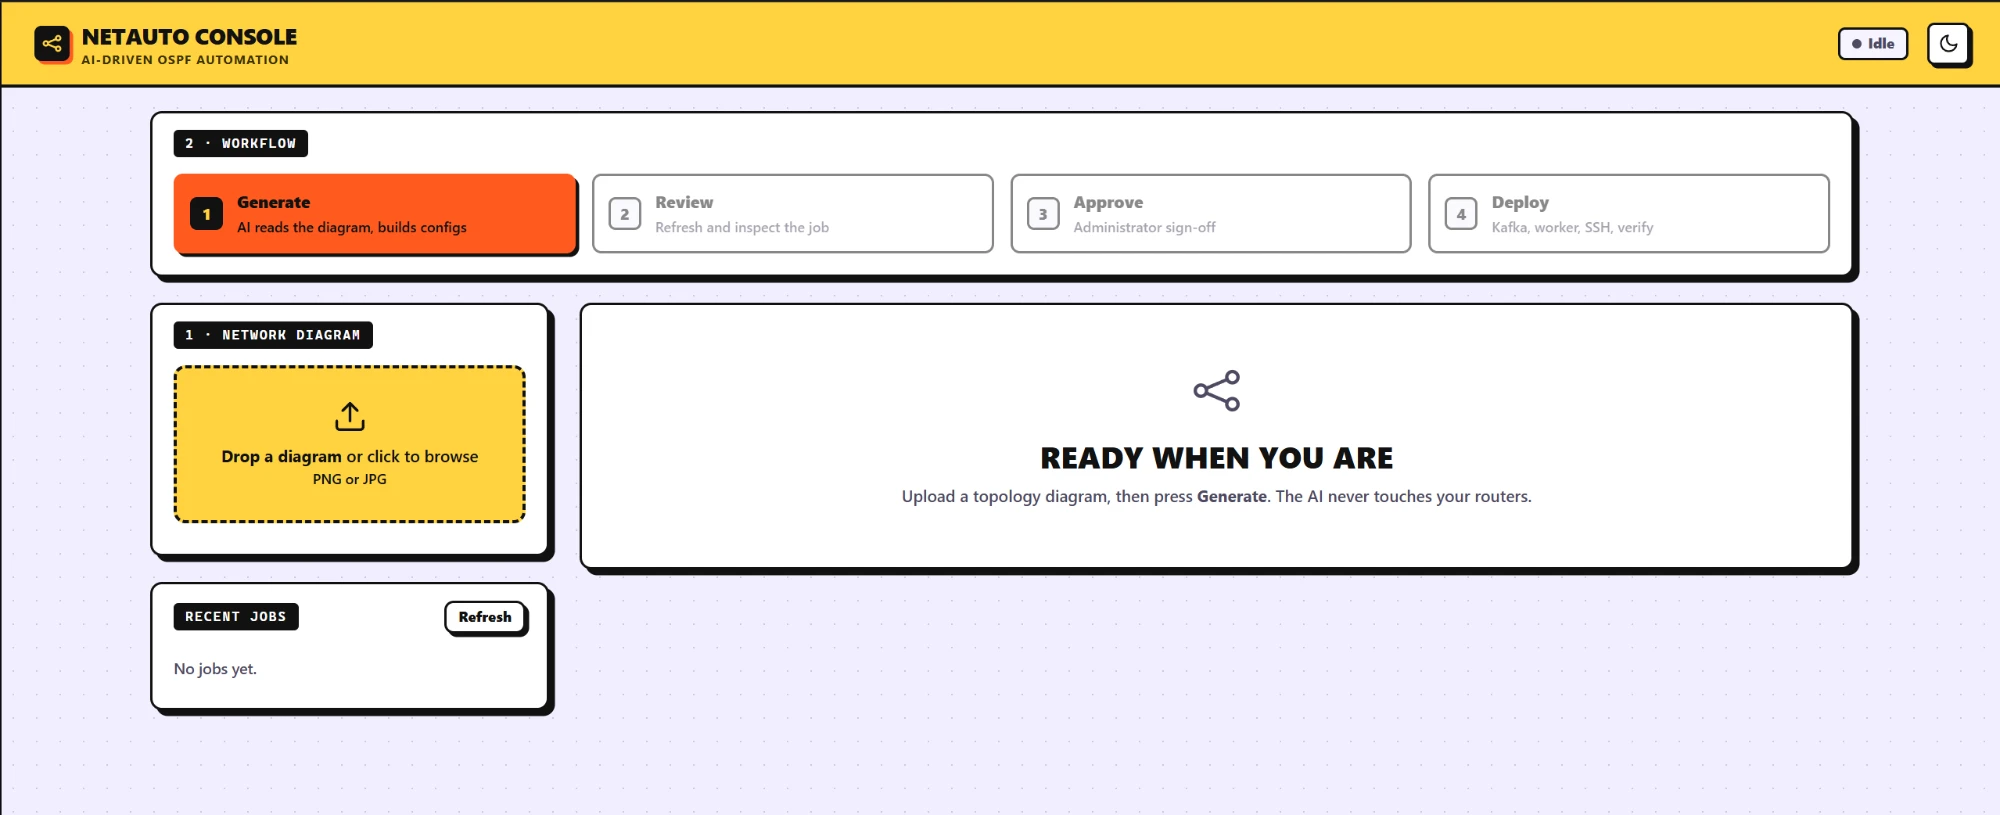 NETAUTO CONSOLE
AI-DRIVEN OSPF AUTOMATION
Idle
2 · WORKFLOW
1
Generate
AI reads the diagram, builds configs
2
Review
Refresh and inspect the job
3
Approve
Administrator sign-off
4
Deploy
Kafka, worker, SSH, verify
1 · NETWORK DIAGRAM
Drop a diagram or click to browse
PNG or JPG
READY WHEN YOU ARE
Upload a topology diagram, then press Generate. The AI never touches your routers.
RECENT JOBS
Refresh
No jobs yet.